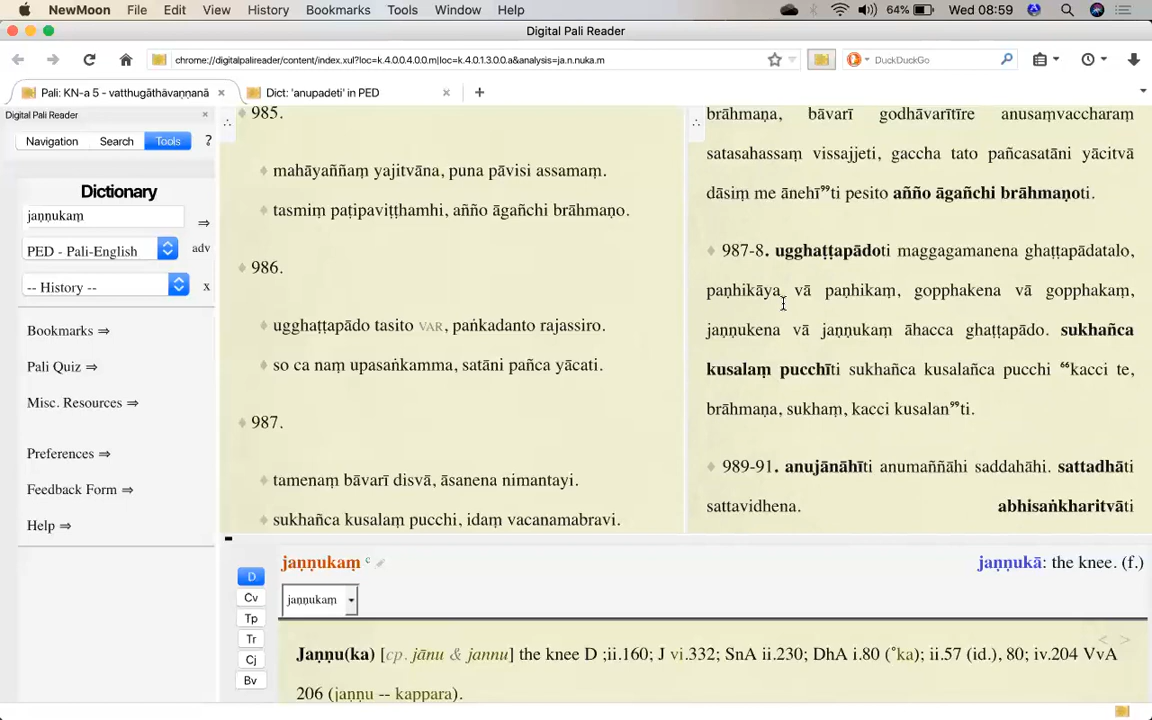 NewMoon File Edit View History Bookmarks Tools Window Help 64% Wed 08:59
Digital Pali Reader
chrome://digitalpalireader/content/index.xul?loc=k.4.0.0.4.0.0.m|loc=k.4.0.1.3.0.0.a&analysis=ja.n.nuka.m DuckDuckGo
Pali: KN-a 5 - vatthugāthāvaṇṇanā × Dict: 'anupadeti' in PED × +
Digital Pali Reader ×
Navigation Search Tools ?
Dictionary
jaṇṇukaṃ ⇒
PED - Pali-English adv
-- History -- x
Bookmarks ⇒
Pali Quiz ⇒
Misc. Resources ⇒
Preferences ⇒
Feedback Form ⇒
Help ⇒
985.
mahāyaññaṃ yajitvāna, puna pāvisi assamaṃ.
tasmiṃ paṭipaviṭṭhamhi, añño āgañchi brāhmaṇo.
986.
ugghaṭṭapādo tasito VAR, paṅkadanto rajassiro.
so ca naṃ upasaṅkamma, satāni pañca yācati.
987.
tamenaṃ bāvarī disvā, āsanena nimantayi.
sukhañca kusalaṃ pucchi, idaṃ vacanamabravi.
brāhmaṇa, bāvarī godhāvarītīre anusaṃvaccharaṃ
satasahassaṃ vissajjeti, gaccha tato pañcasatāni yācitvā
dāsiṃ me ānehī”ti pesito añño āgañchi brāhmaṇoti.
987-8. ugghaṭṭapādoti maggagamanena ghaṭṭapādatalo,
paṇhikāya vā paṇhikaṃ, gopphakena vā gopphakaṃ,
jaṇṇukena vā jaṇṇukaṃ āhacca ghaṭṭapādo. sukhañca
kusalaṃ pucchīti sukhañca kusalañca pucchi “kacci te,
brāhmaṇa, sukhaṃ, kacci kusalan”ti.
989-91. anujānāhīti anumaññāhi saddahāhi. sattadhāti
sattavidhena. abhisaṅkharitvāti
jaṇṇukaṃ c jaṇṇukā: the knee. (f.)
D
Cv
Tp
Tr
Cj
Bv
jaṇṇukaṃ
< >
Jaṇṇu(ka) [cp. jānu & jannu] the knee D ;ii.160; J vi.332; SnA ii.230; DhA i.80 (˚ka); ii.57 (id.), 80; iv.204 VvA
206 (jaṇṇu -- kappara).